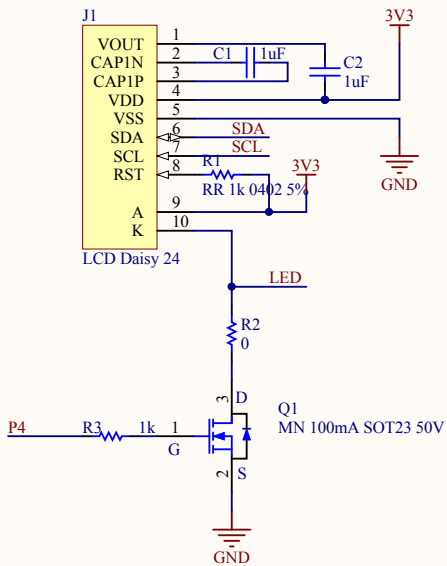 J1
3V3
VOUT 1
CAP1N 2 C1 1uF
CAP1P 3 C2
1uF
VDD 4
VSS 5
SDA 6 SDA
SCL 7 SCL
RST 8 R1 3V3
RR 1k 0402 5%
GND
A 9
K 10
LCD Daisy 24
LED
R2
0
3 D
Q1
P4 R3 1k 1 MN 100mA SOT23 50V
G
2 S
GND